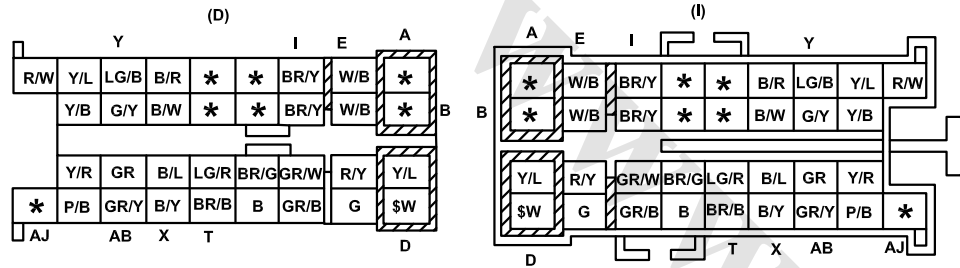 (D)
Y I E A
R/W Y/L LG/B B/R * * BR/Y W/B *
Y/B G/Y B/W * * BR/Y W/B * B
Y/R GR B/L LG/R BR/G GR/W R/Y Y/L
* P/B GR/Y B/Y BR/B B GR/B G $W
AJ AB X T D
(I)
A E I Y
* W/B BR/Y * * B/R LG/B Y/L R/W
B * W/B BR/Y * * B/W G/Y Y/B
Y/L R/Y GR/W BR/G LG/R B/L GR Y/R
$W G GR/B B BR/B B/Y GR/Y P/B *
D T X AB AJ